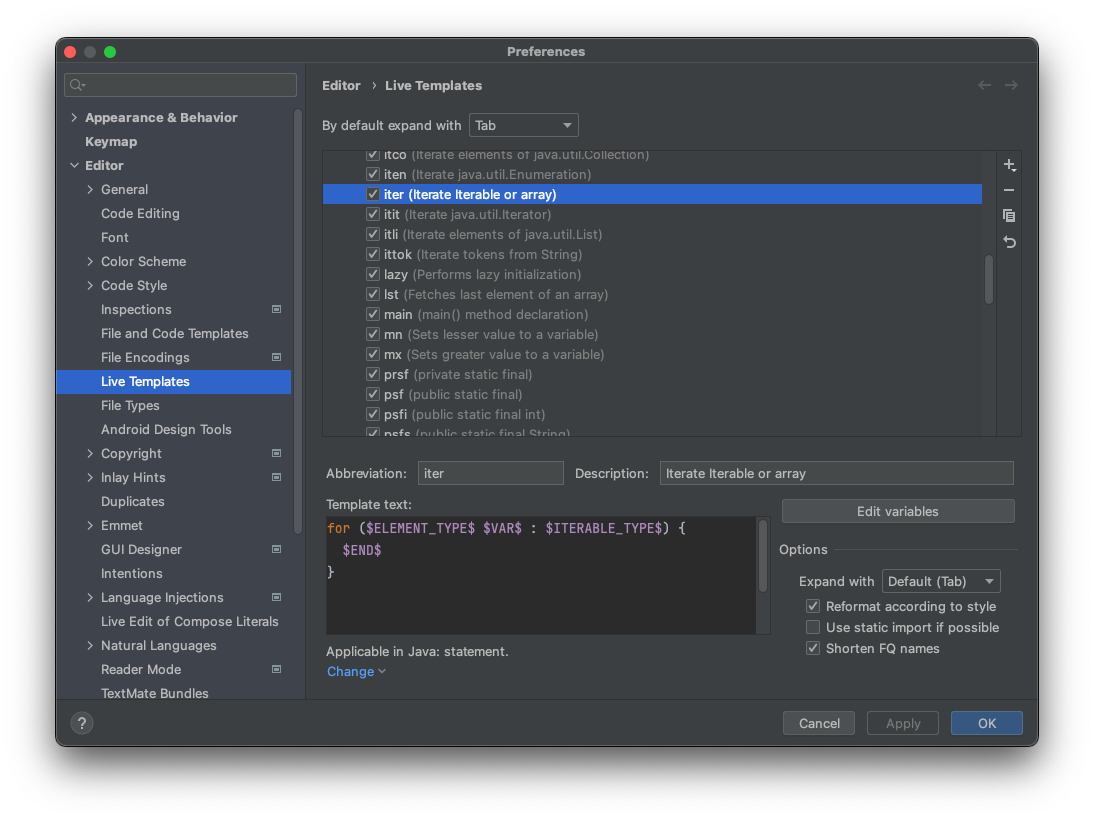 Preferences
Appearance & Behavior
Keymap
Editor
General
Code Editing
Font
Color Scheme
Code Style
Inspections
File and Code Templates
File Encodings
Live Templates
File Types
Android Design Tools
Copyright
Inlay Hints
Duplicates
Emmet
GUI Designer
Intentions
Language Injections
Live Edit of Compose Literals
Natural Languages
Reader Mode
TextMate Bundles
Editor › Live Templates
By default expand with Tab
itco (Iterate elements of java.util.Collection)
iten (Iterate java.util.Enumeration)
iter (Iterate Iterable or array)
itit (Iterate java.util.Iterator)
itli (Iterate elements of java.util.List)
ittok (Iterate tokens from String)
lazy (Performs lazy initialization)
lst (Fetches last element of an array)
main (main() method declaration)
mn (Sets lesser value to a variable)
mx (Sets greater value to a variable)
prsf (private static final)
psf (public static final)
psfi (public static final int)
psfs (public static final String)
Abbreviation: iter Description: Iterate Iterable or array
Template text:
for ($ELEMENT_TYPE$ $VAR$ : $ITERABLE_TYPE$) {
$END$
}
Applicable in Java: statement.
Change
Edit variables
Options
Expand with Default (Tab)
Reformat according to style
Use static import if possible
Shorten FQ names
? Cancel Apply OK